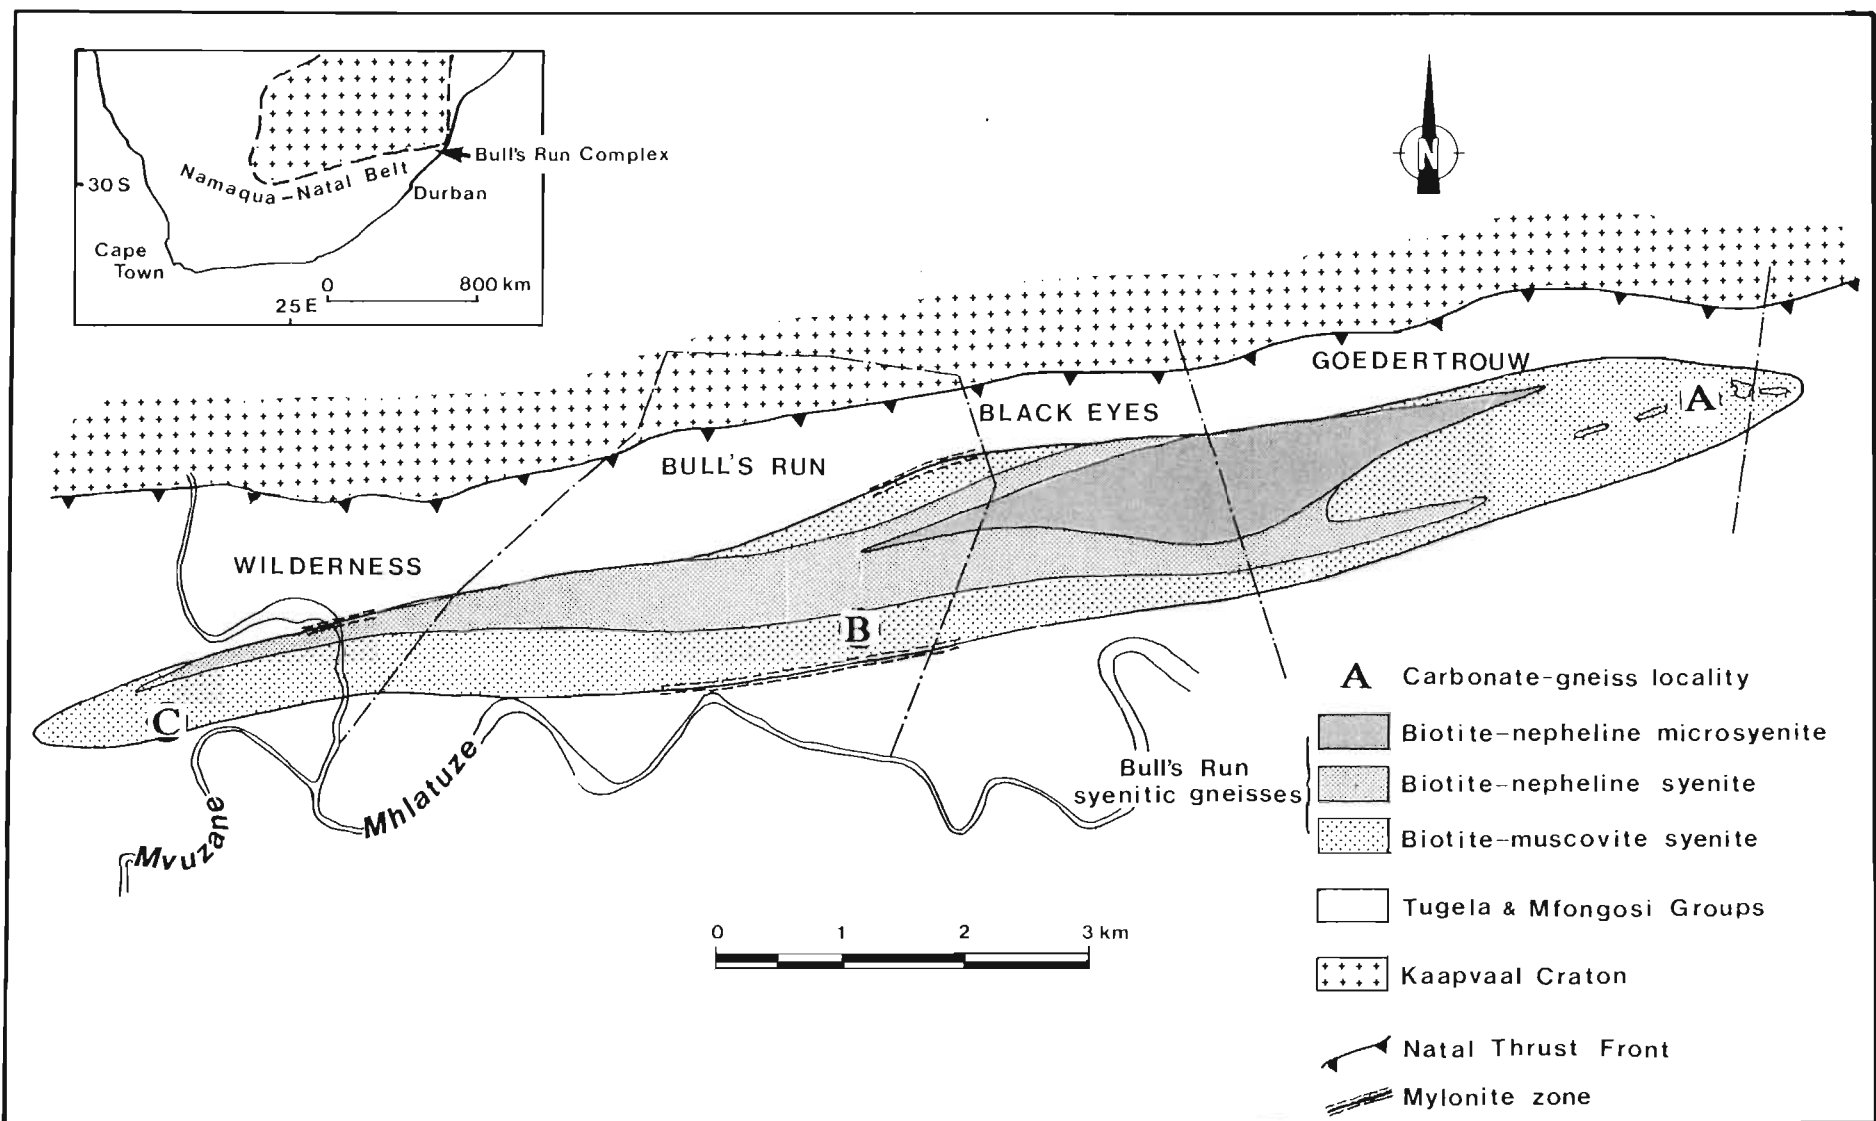 Bull's Run Complex
Namaqua-Natal Belt
30 S
Durban
Cape
Town
0 800 km
25 E
N
GOEDERTROUW
A
BLACK EYES
BULL'S RUN
WILDERNESS
B
C
Mhlatuze
Mvuzane
Bull's Run
syenitic gneisses
A Carbonate-gneiss locality
Biotite-nepheline microsyenite
Biotite-nepheline syenite
Biotite-muscovite syenite
Tugela & Mfongosi Groups
Kaapvaal Craton
Natal Thrust Front
Mylonite zone
0 1 2 3 km